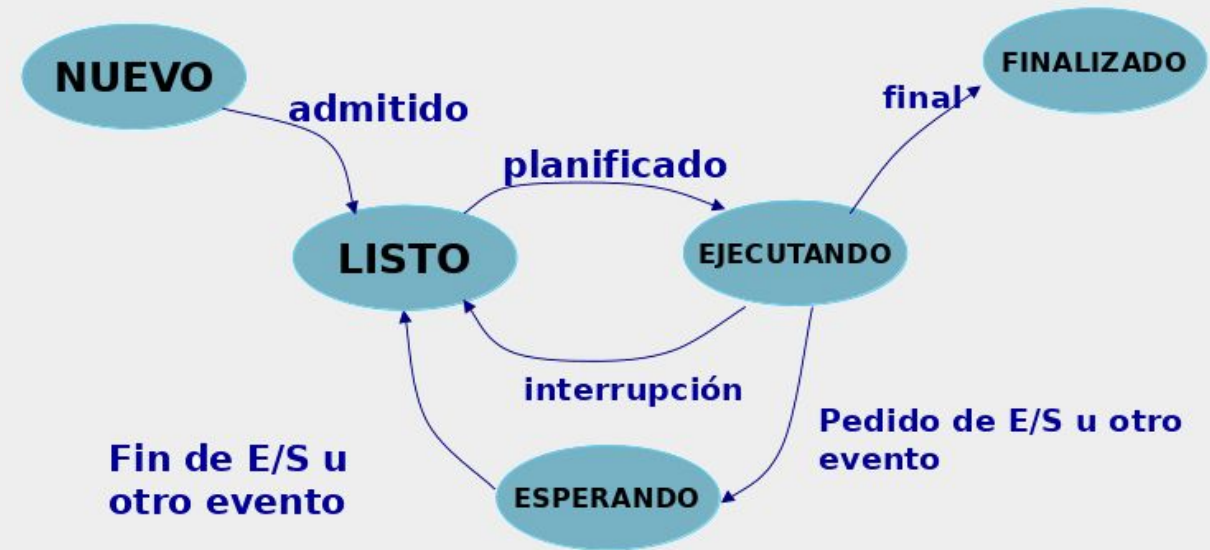 NUEVO
FINALIZADO
admitido
final
planificado
LISTO
EJECUTANDO
interrupción
Pedido de E/S u otro
evento
Fin de E/S u
otro evento
ESPERANDO